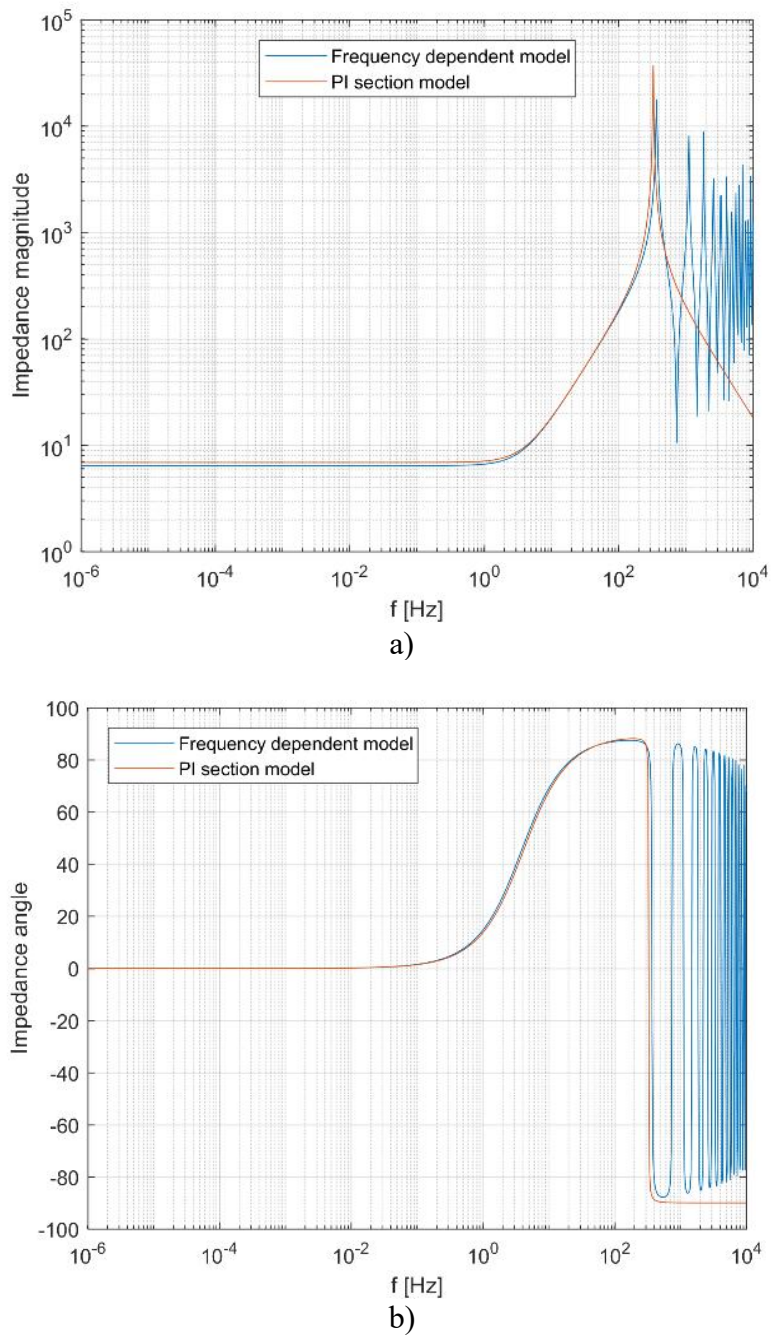 10^5
10^4
10^3
10^2
10^1
10^0
Impedance magnitude
Frequency dependent model
PI section model
10^-6
10^-4
10^-2
10^0
10^2
10^4
f [Hz]
a)
100
80
60
40
20
0
-20
-40
-60
-80
-100
Impedance angle
Frequency dependent model
PI section model
10^-6
10^-4
10^-2
10^0
10^2
10^4
f [Hz]
b)